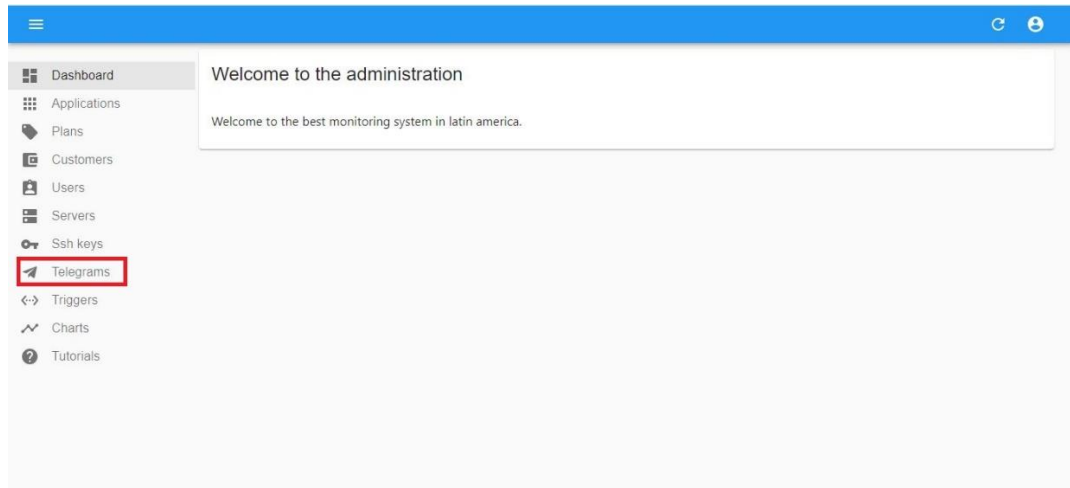 Dashboard
Applications
Plans
Customers
Users
Servers
Ssh keys
Telegrams
Triggers
Charts
Tutorials
Welcome to the administration
Welcome to the best monitoring system in latin america.